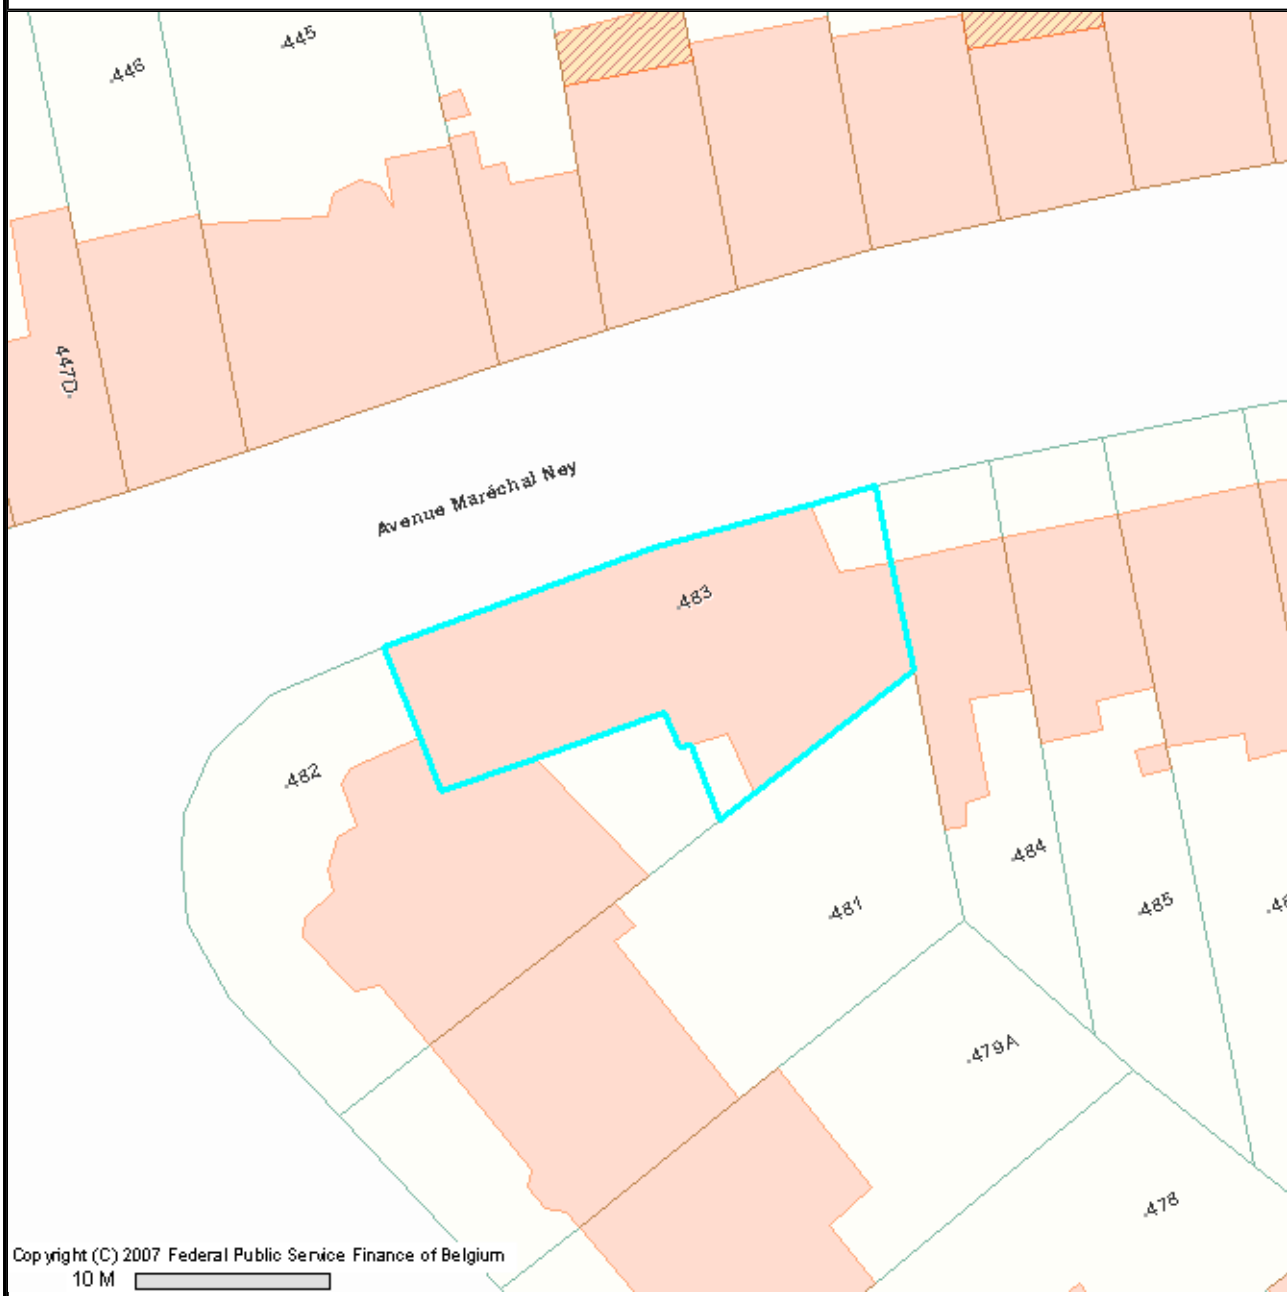 .446
.445
.447D.
Avenue Maréchal Ney
.483
.482
.484
.481
.485
.479A
.478
Copyright (C) 2007 Federal Public Service Finance of Belgium
10 M